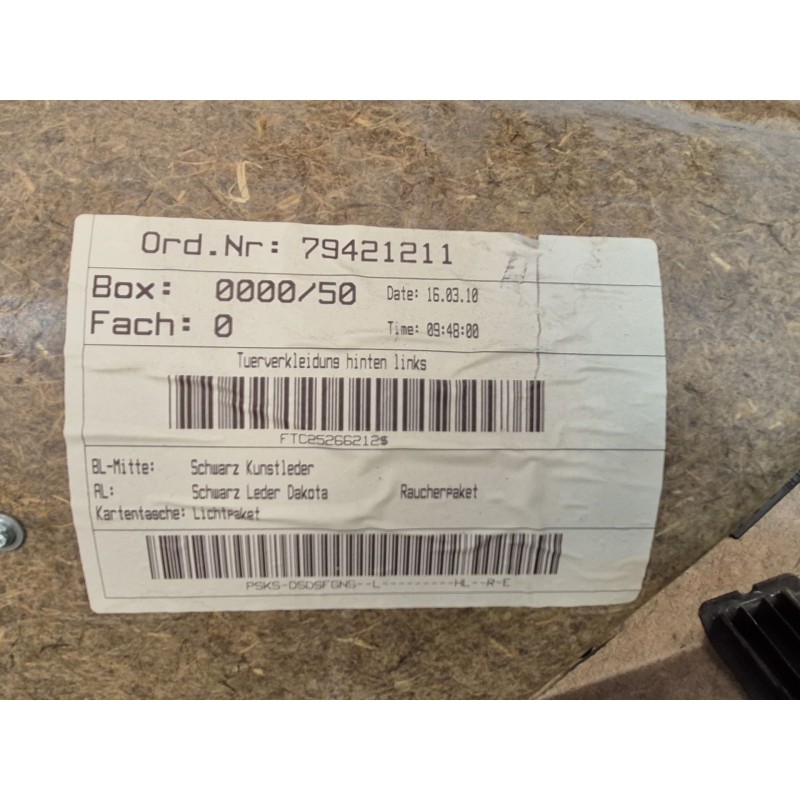 Ord.Nr: 79421211
Box: 0000/50 Date: 16.03.10
Fach: 0 Time: 09:48:00
Tuerverkleidung hinten links
FTC25266212$
BL-Mitte: Schwarz Kunstleder
AL: Schwarz Leder Dakota Raucherpaket
Kartentasche: Lichtpaket
PSKS-DSDSFGNG--L---------HL--R-E